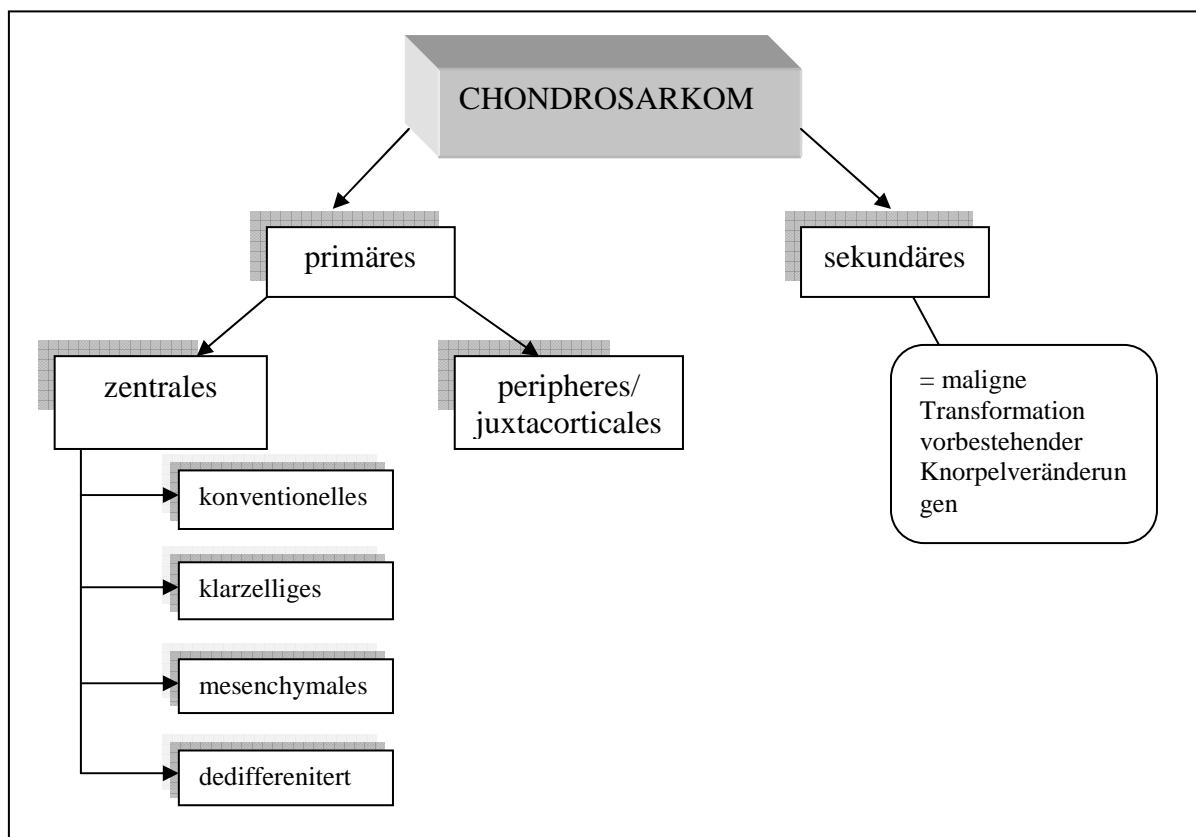 CHONDROSARKOM
primäres
sekundäres
zentrales
peripheres/
juxtacorticales
= maligne
Transformation
vorbestehender
Knorpelveränderun
gen
konventionelles
klarzelliges
mesenchymales
dedifferenitert